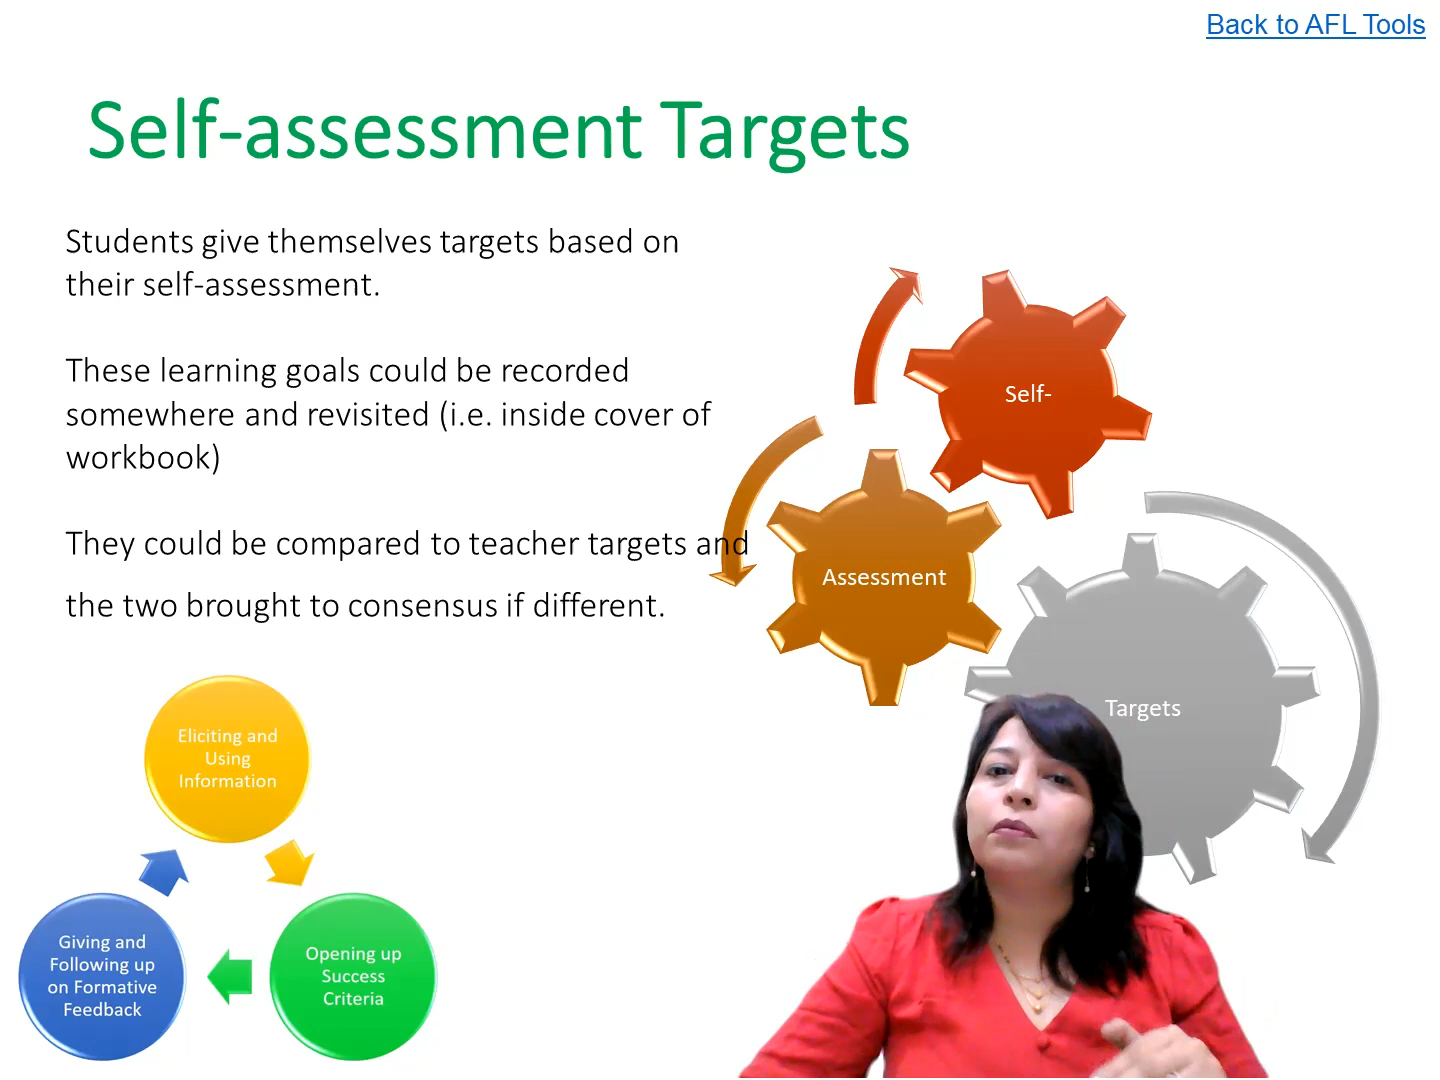 Back to AFL Tools
Self-assessment Targets
Students give themselves targets based on
their self-assessment.
These learning goals could be recorded
somewhere and revisited (i.e. inside cover of
workbook)
They could be compared to teacher targets and
the two brought to consensus if different.
Self-
Assessment
Targets
Eliciting and
Using
Information
Giving and
Following up
on Formative
Feedback
Opening up
Success
Criteria